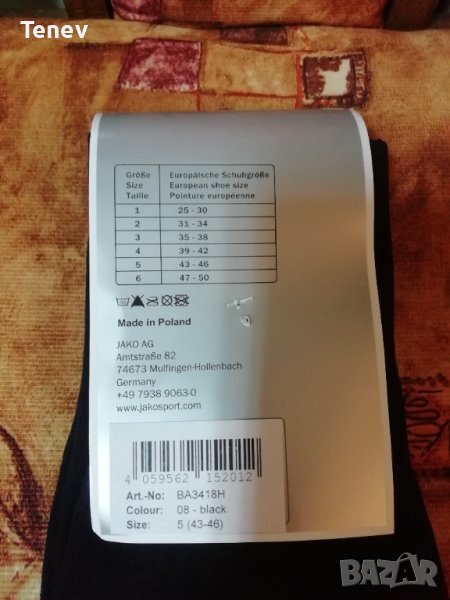 Tenev
Größe Europäische Schuhgröße
Size European shoe size
Taille Pointure européenne
1 25 - 30
2 31 - 34
3 35 - 38
4 39 - 42
5 43 - 46
6 47 - 50
Made in Poland
JAKO AG
Amtstraße 82
74673 Mulfingen-Hollenbach
Germany
+49 7938 9063-0
www.jakosport.com
4 059562 152012
Art.-No: BA3418H
Colour: 08 - black
Size: 5 (43-46)
BAZAR
.bg